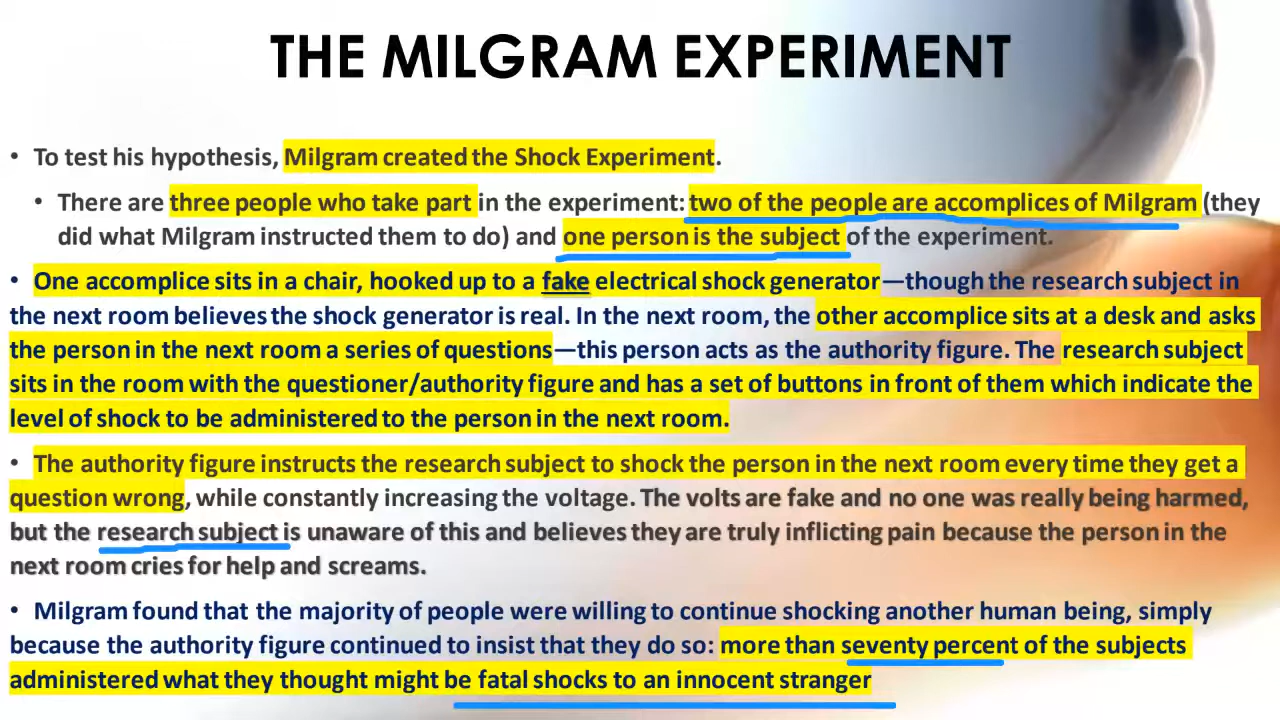 THE MILGRAM EXPERIMENT
• To test his hypothesis, Milgram created the Shock Experiment.
• There are three people who take part in the experiment: two of the people are accomplices of Milgram (they
did what Milgram instructed them to do) and one person is the subject of the experiment.
• One accomplice sits in a chair, hooked up to a fake electrical shock generator—though the research subject in
the next room believes the shock generator is real. In the next room, the other accomplice sits at a desk and asks
the person in the next room a series of questions—this person acts as the authority figure. The research subject
sits in the room with the questioner/authority figure and has a set of buttons in front of them which indicate the
level of shock to be administered to the person in the next room.
• The authority figure instructs the research subject to shock the person in the next room every time they get a
question wrong, while constantly increasing the voltage. The volts are fake and no one was really being harmed,
but the research subject is unaware of this and believes they are truly inflicting pain because the person in the
next room cries for help and screams.
• Milgram found that the majority of people were willing to continue shocking another human being, simply
because the authority figure continued to insist that they do so: more than seventy percent of the subjects
administered what they thought might be fatal shocks to an innocent stranger